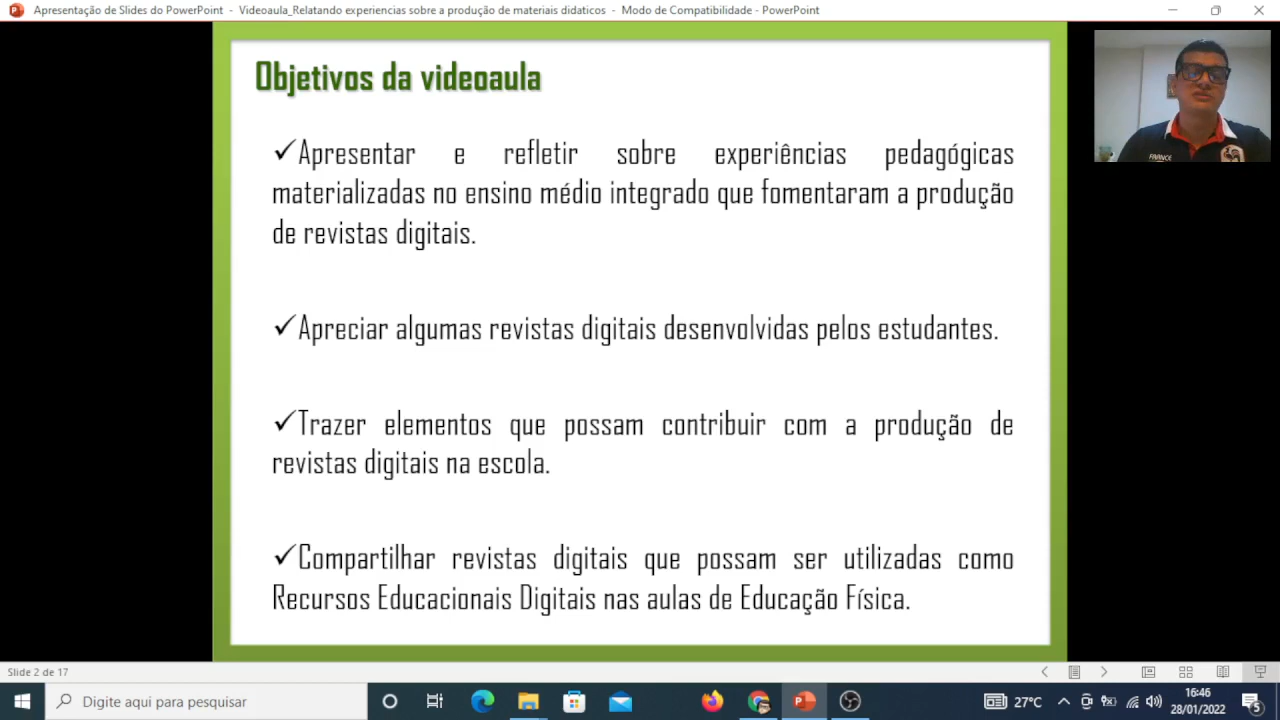 Apresentação de Slides do PowerPoint - Videoaula_Relatando experiencias sobre a produção de materiais didaticos - Modo de Compatibilidade - PowerPoint
Objetivos da videoaula
✓Apresentar e refletir sobre experiências pedagógicas
materializadas no ensino médio integrado que fomentaram a produção
de revistas digitais.
✓Apreciar algumas revistas digitais desenvolvidas pelos estudantes.
✓Trazer elementos que possam contribuir com a produção de
revistas digitais na escola.
✓Compartilhar revistas digitais que possam ser utilizadas como
Recursos Educacionais Digitais nas aulas de Educação Física.
FRANCE
Slide 2 de 17
Digite aqui para pesquisar
27°C
16:46
28/01/2022
5